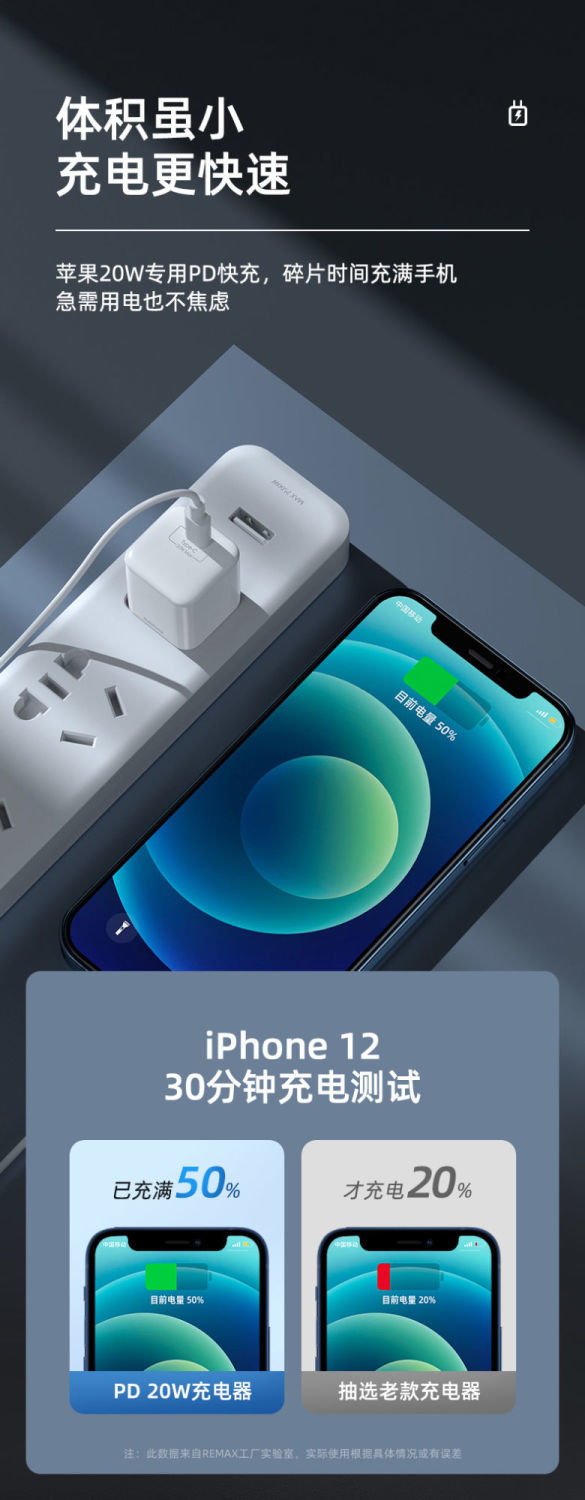 体积虽小
充电更快速
苹果20W专用PD快充，碎片时间充满手机
急需用电也不焦虑
Type-C
中国移动
目前电量 50%
iPhone 12
30分钟充电测试
已充满50%
才充电20%
中国移动
中国移动
目前电量 50%
目前电量 20%
PD 20W充电器
抽选老款充电器
注：此数据来自REMAX工厂实验室，实际使用根据具体情况或有误差